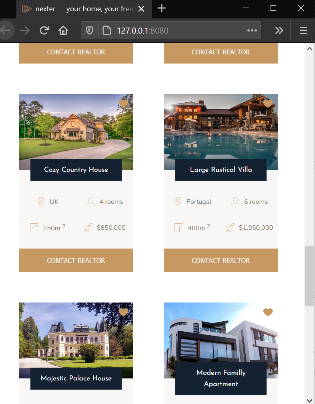 nexter
your home, your free
127.0.0.1:8080
CONTACT REALTOR CONTACT REALTOR
Cozy Country House Large Rustical Villa
UK 4 rooms Portugal 6 rooms
$850,000 $1,950,000
CONTACT REALTOR CONTACT REALTOR
Majestic Palace House Modern Familly
Apartment